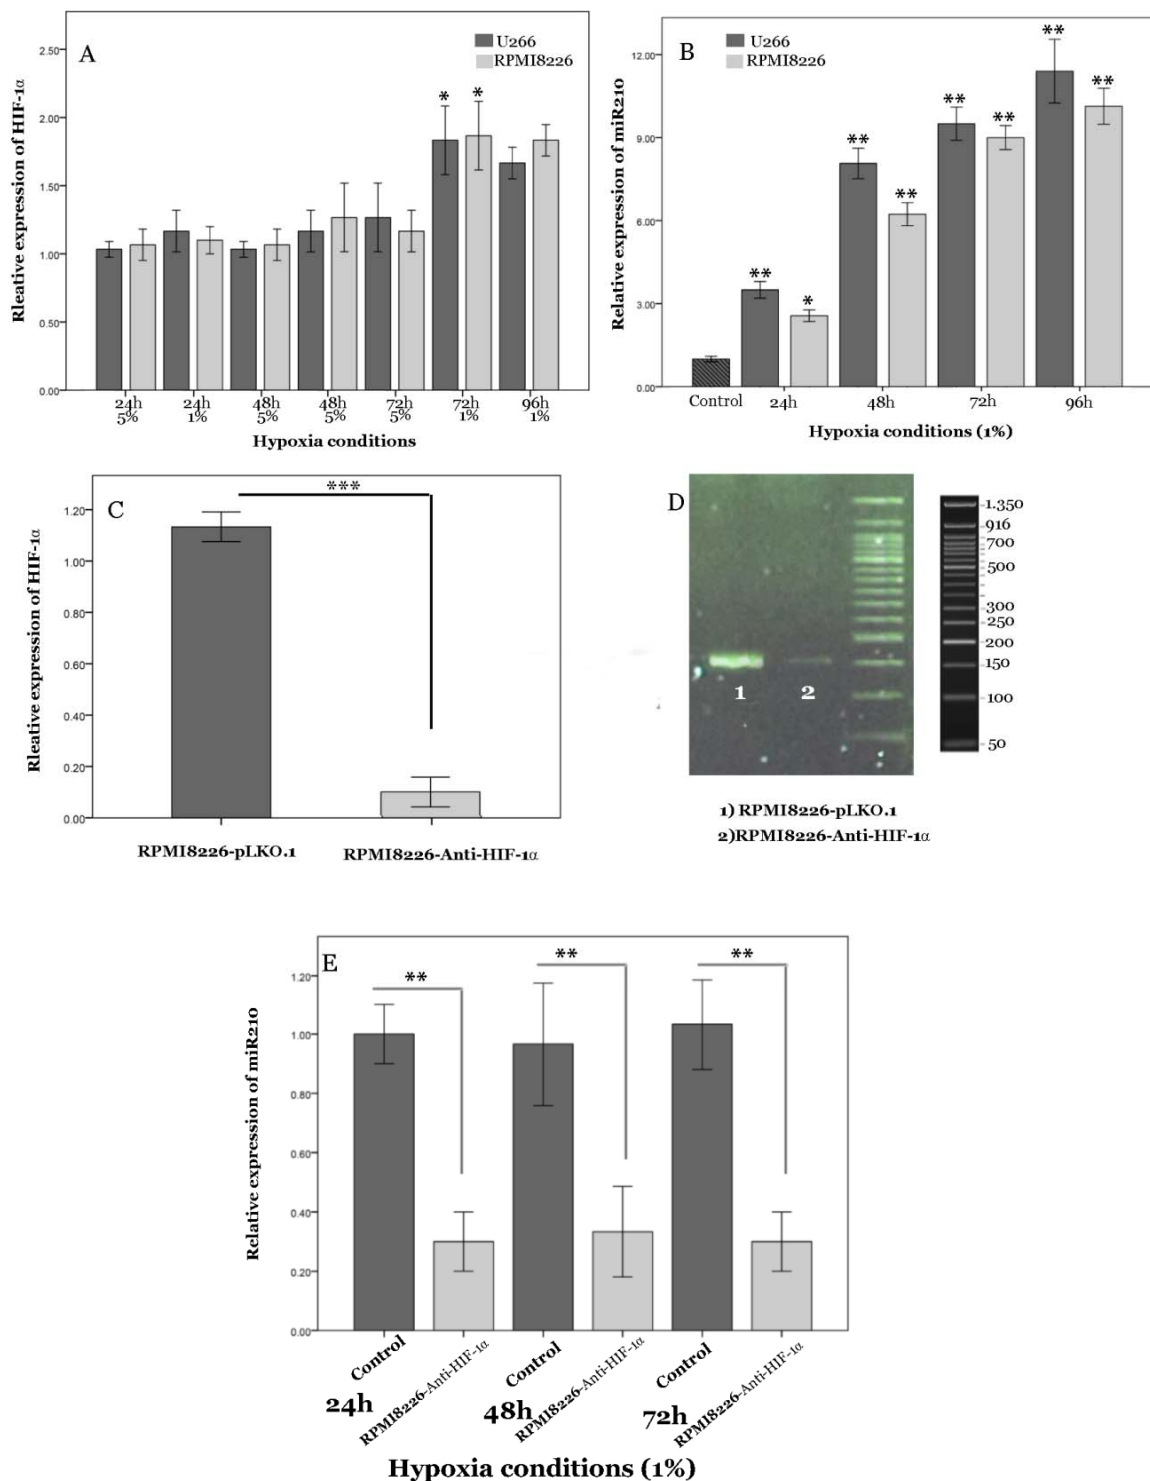 A
U266
RPMI8226
Rleative expression of HIF-1α
2.50
2.00
1.50
1.00
0.50
0.00
* *
24h 24h 48h 48h 72h 72h 96h
5% 1% 5% 5% 5% 1% 1%
Hypoxia conditions
B
U266
RPMI8226
Relative expression of miR210
12.00
9.00
6.00
3.00
0.00
** * ** ** ** ** ** **
Control 24h 48h 72h 96h
Hypoxia conditions (1%)
C
***
Rleative expression of HIF-1α
1.20
1.00
0.80
0.60
0.40
0.20
0.00
RPMI8226-pLKO.1 RPMI8226-Anti-HIF-1α
D
1 2
1.350
916
700
500
300
250
200
150
100
50
1) RPMI8226-pLKO.1
2)RPMI8226-Anti-HIF-1α
E
** ** **
Relative expression of miR210
1.20
1.00
0.80
0.60
0.40
0.20
0.00
Control RPMI8226-Anti-HIF-1α Control RPMI8226-Anti-HIF-1α Control RPMI8226-Anti-HIF-1α
24h 48h 72h
Hypoxia conditions (1%)